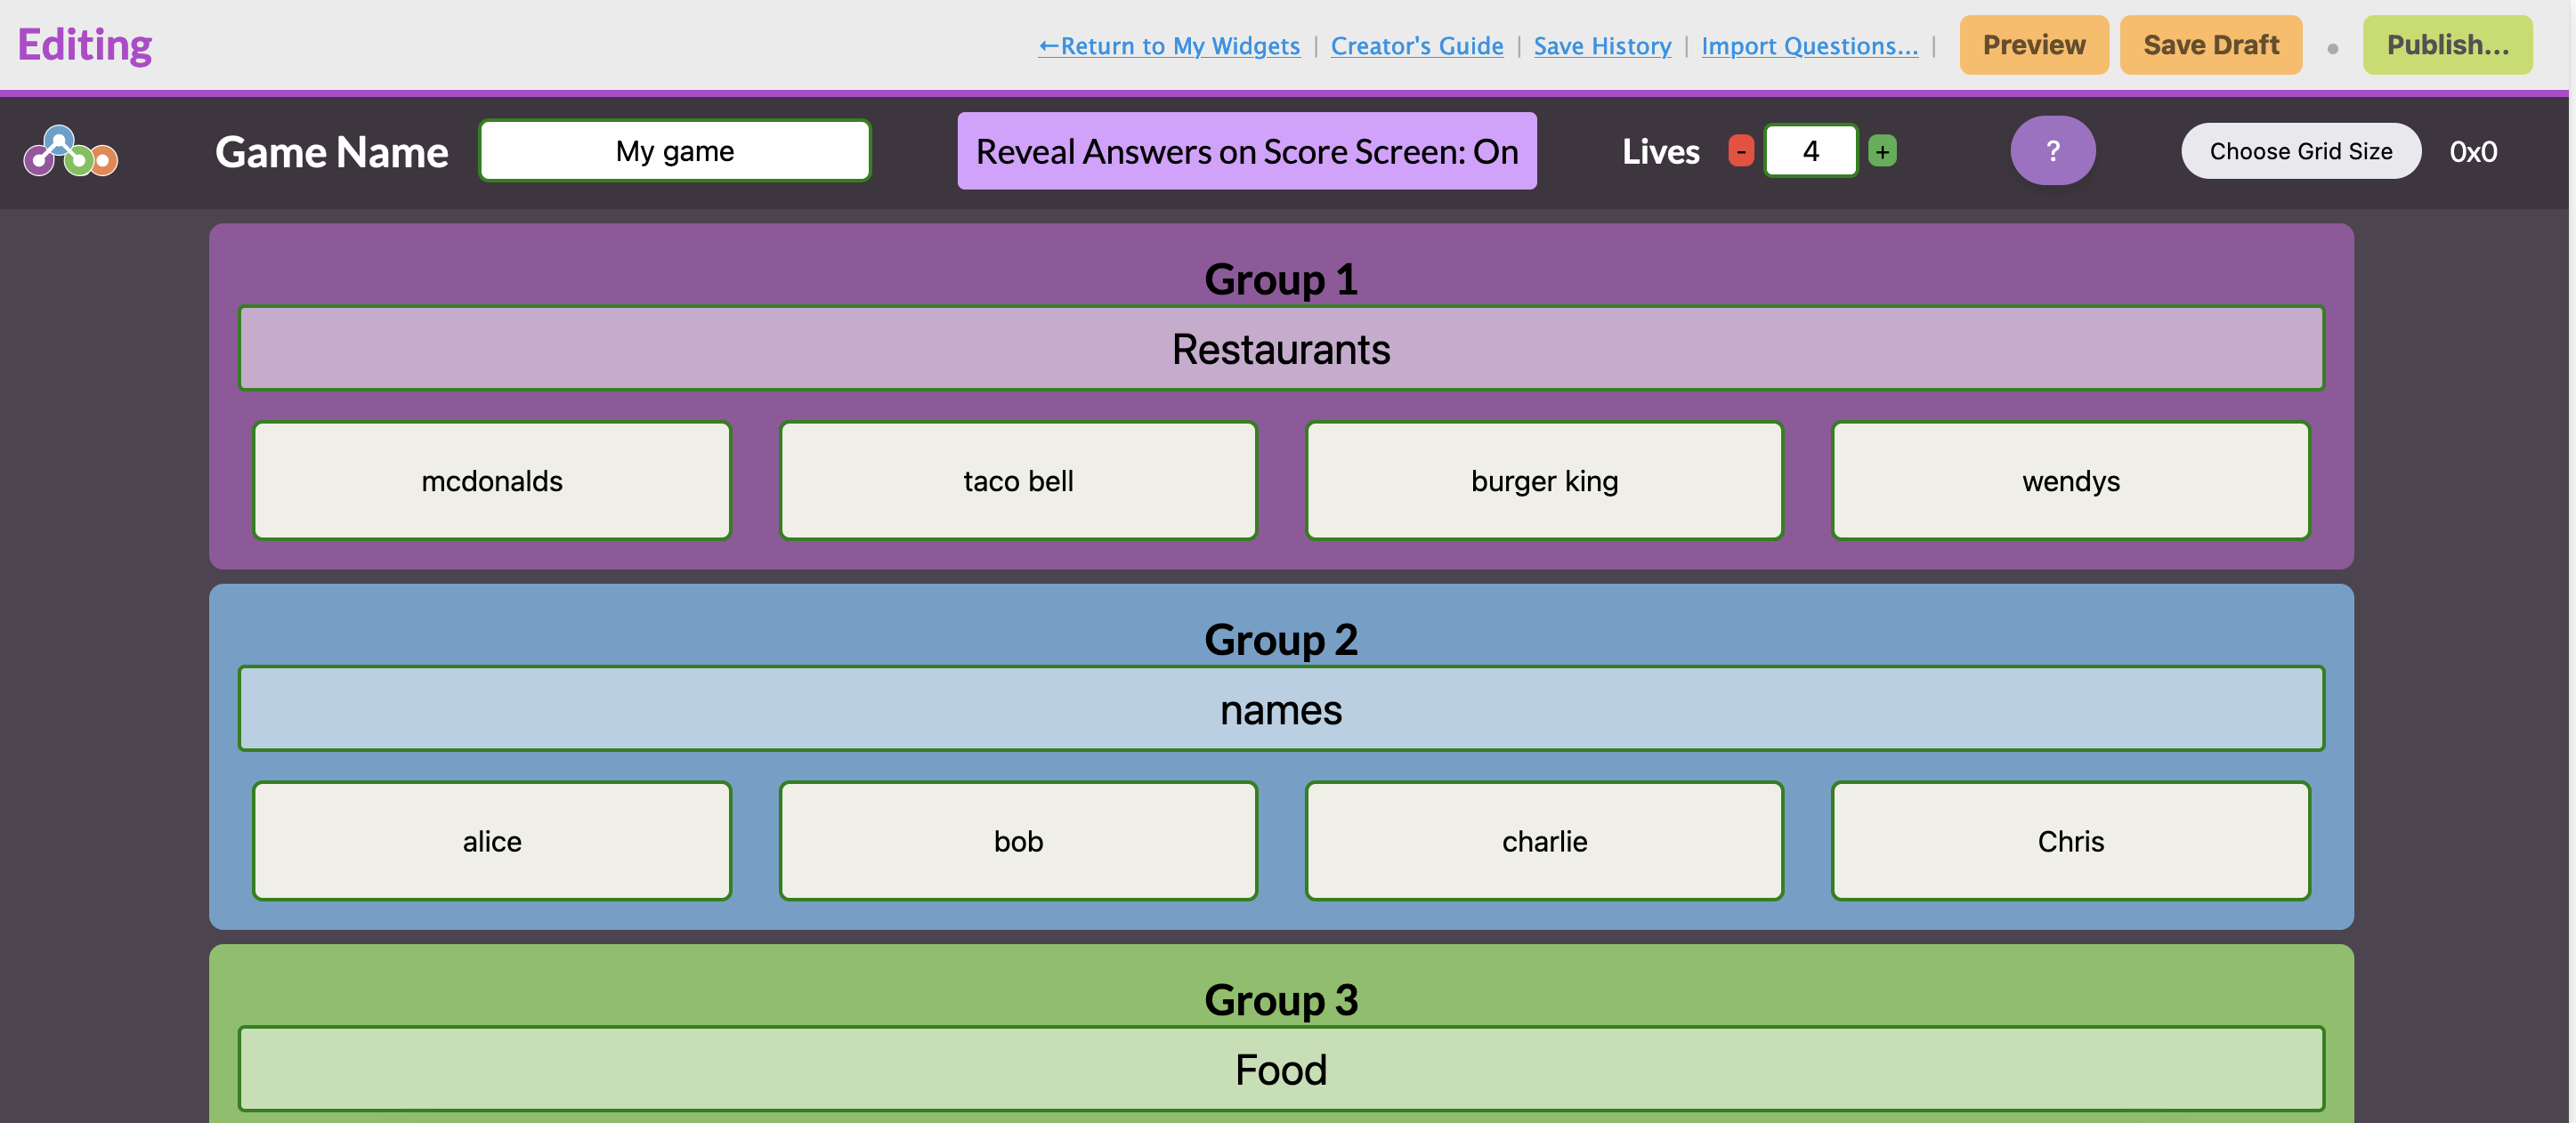 Editing
←Return to My Widgets | Creator's Guide | Save History | Import Questions... | Preview Save Draft • Publish...
Game Name My game Reveal Answers on Score Screen: On Lives - 4 + ? Choose Grid Size 0x0
Group 1
Restaurants
mcdonalds taco bell burger king wendys
Group 2
names
alice bob charlie Chris
Group 3
Food